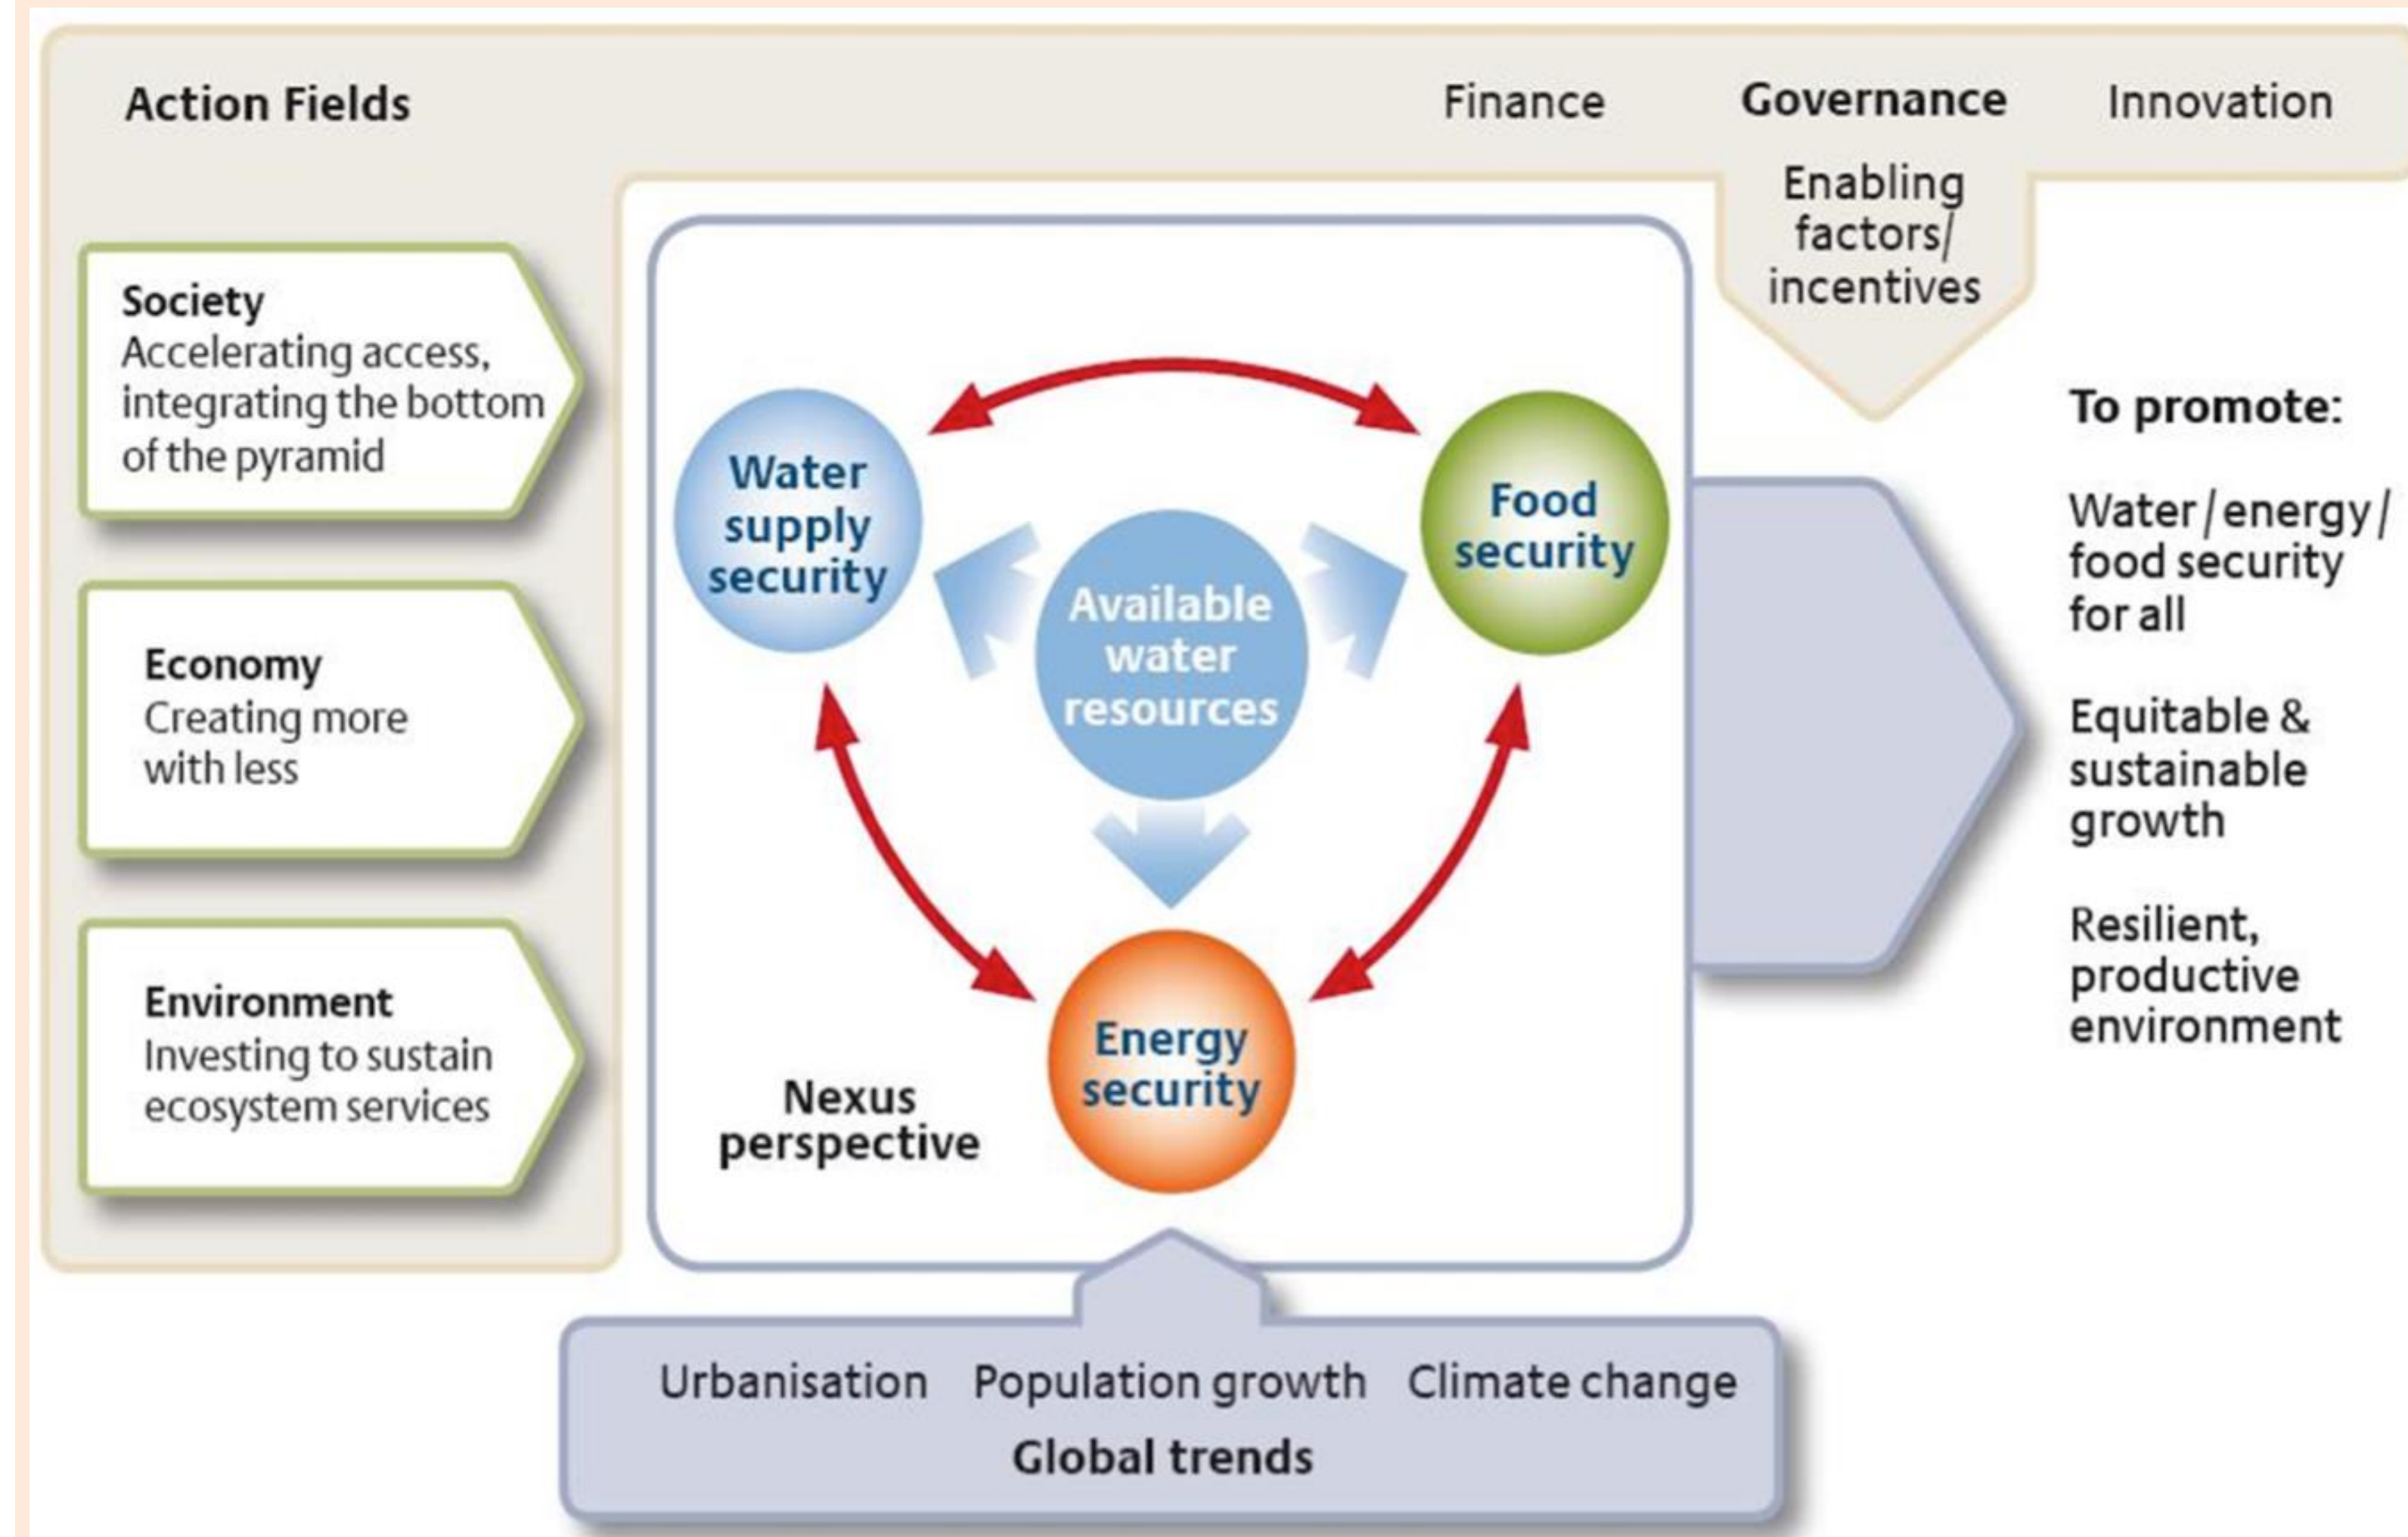 Action Fields
Finance
Governance
Innovation
Enabling
factors/
incentives
Society
Accelerating access,
integrating the bottom
of the pyramid
Economy
Creating more
with less
Environment
Investing to sustain
ecosystem services
Water
supply
security
Food
security
Available
water
resources
Energy
security
Nexus
perspective
To promote:
Water/energy/
food security
for all
Equitable &
sustainable
growth
Resilient,
productive
environment
Urbanisation Population growth Climate change
Global trends